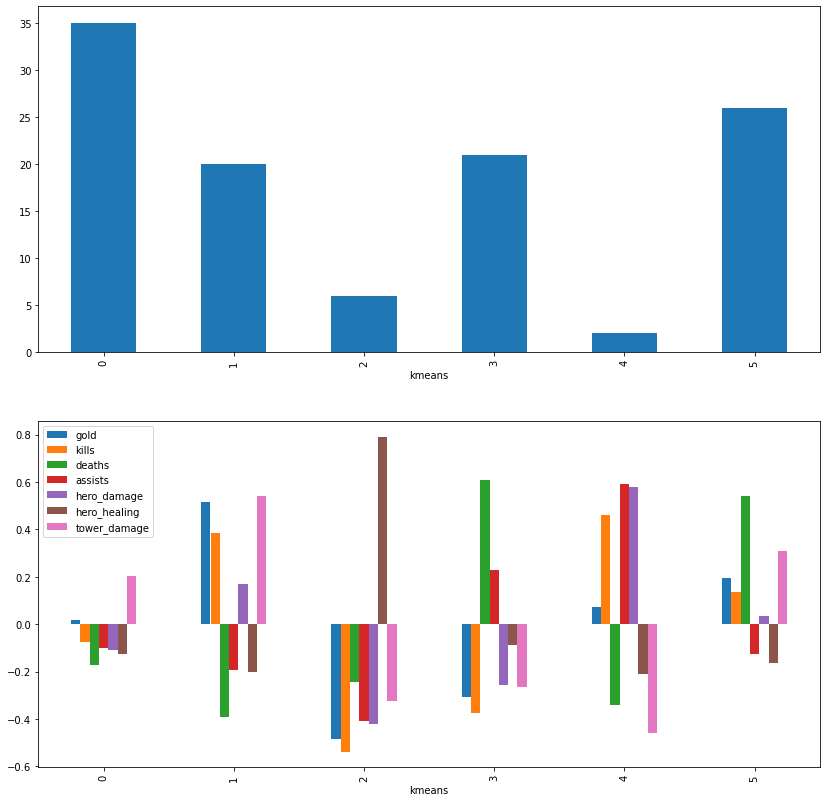 35
30
25
20
15
10
5
0
0 1 2 3 4 5
kmeans
gold
kills
deaths
assists
hero_damage
hero_healing
tower_damage
0.8
0.6
0.4
0.2
0.0
−0.2
−0.4
−0.6
0 1 2 3 4 5
kmeans